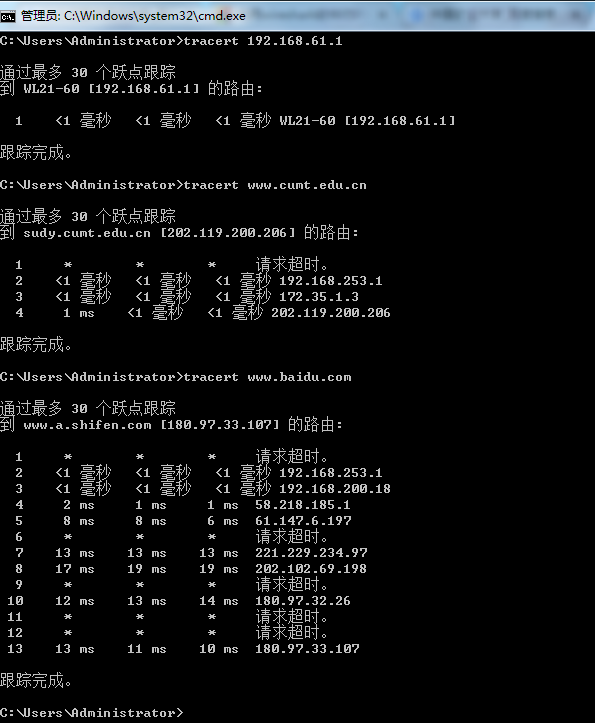 管理员: C:\Windows\system32\cmd.exe
C:\Users\Administrator>tracert 192.168.61.1
通过最多 30 个跃点跟踪
到 WL21-60 [192.168.61.1] 的路由:
1 <1 毫秒 <1 毫秒 <1 毫秒 WL21-60 [192.168.61.1]
跟踪完成。
C:\Users\Administrator>tracert www.cumt.edu.cn
通过最多 30 个跃点跟踪
到 sudy.cumt.edu.cn [202.119.200.206] 的路由:
1 * * * 请求超时。
2 <1 毫秒 <1 毫秒 <1 毫秒 192.168.253.1
3 <1 毫秒 <1 毫秒 <1 毫秒 172.35.1.3
4 1 ms <1 毫秒 <1 毫秒 202.119.200.206
跟踪完成。
C:\Users\Administrator>tracert www.baidu.com
通过最多 30 个跃点跟踪
到 www.a.shifen.com [180.97.33.107] 的路由:
1 * * * 请求超时。
2 <1 毫秒 <1 毫秒 <1 毫秒 192.168.253.1
3 <1 毫秒 <1 毫秒 <1 毫秒 192.168.200.18
4 2 ms 1 ms 1 ms 58.218.185.1
5 8 ms 8 ms 6 ms 61.147.6.197
6 * * * 请求超时。
7 13 ms 13 ms 13 ms 221.229.234.97
8 17 ms 19 ms 19 ms 202.102.69.198
9 * * * 请求超时。
10 12 ms 13 ms 14 ms 180.97.32.26
11 * * * 请求超时。
12 * * * 请求超时。
13 13 ms 11 ms 10 ms 180.97.33.107
跟踪完成。
C:\Users\Administrator>